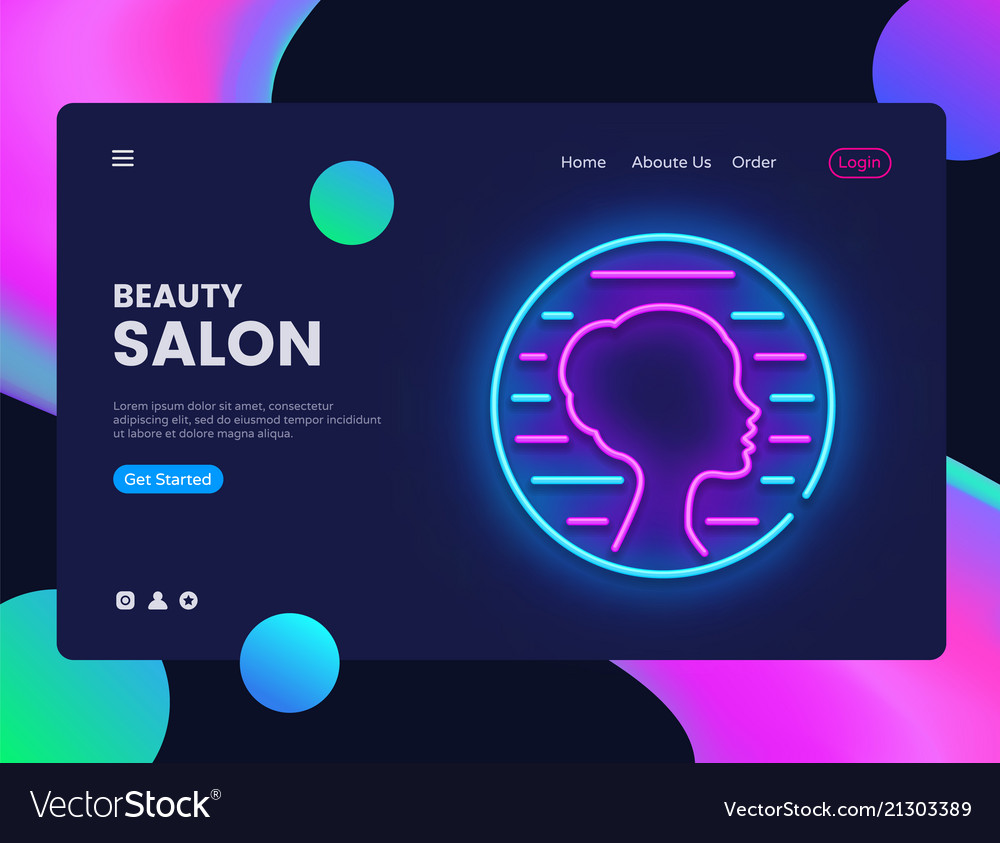 Home Aboute Us Order Login
BEAUTY
SALON
Lorem ipsum dolor sit amet, consectetur
adipiscing elit, sed do eiusmod tempor incididunt
ut labore et dolore magna aliqua.
Get Started
VectorStock®
VectorStock.com/21303389